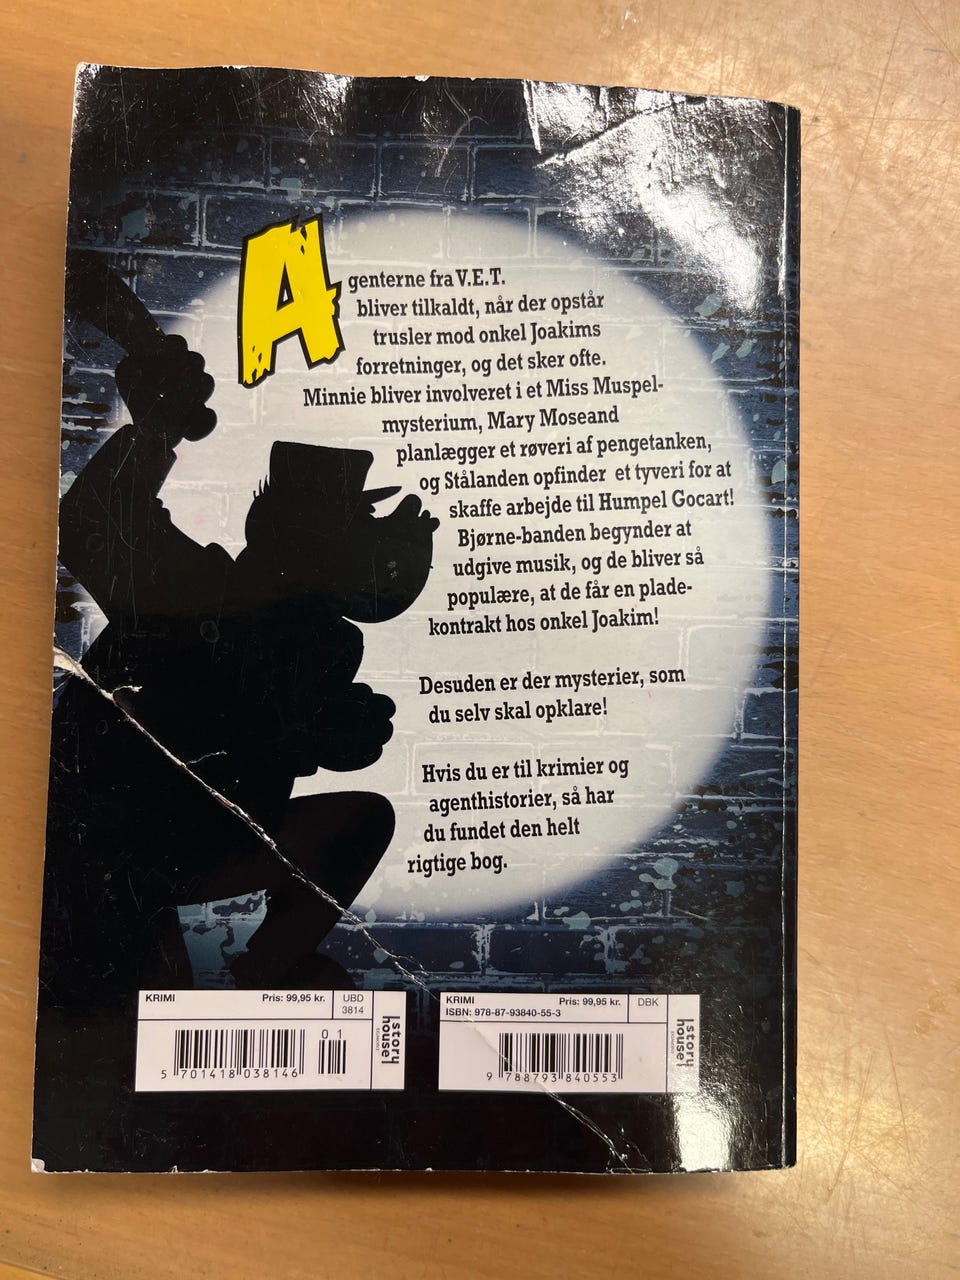 Agenterne fra V.E.T.
bliver tilkaldt, når der opstår
trusler mod onkel Joakims
forretninger, og det sker ofte.
Minnie bliver involveret i et Miss Muspel-
mysterium, Mary Moseand
planlægger et røveri af pengetanken,
og Stålanden opfinder et tyveri for at
skaffe arbejde til Humpel Gocart!
Bjørne-banden begynder at
udgive musik, og de bliver så
populære, at de får en plade-
kontrakt hos onkel Joakim!
Desuden er der mysterier, som
du selv skal opklare!
Hvis du er til krimier og
agenthistorier, så har
du fundet den helt
rigtige bog.
KRIMI Pris: 99,95 kr. UBD
3814
01
5 701418 038146
story
house
KRIMI Pris: 99,95 kr. DBK
ISBN: 978-87-93840-55-3
9 788793 840553
story
house